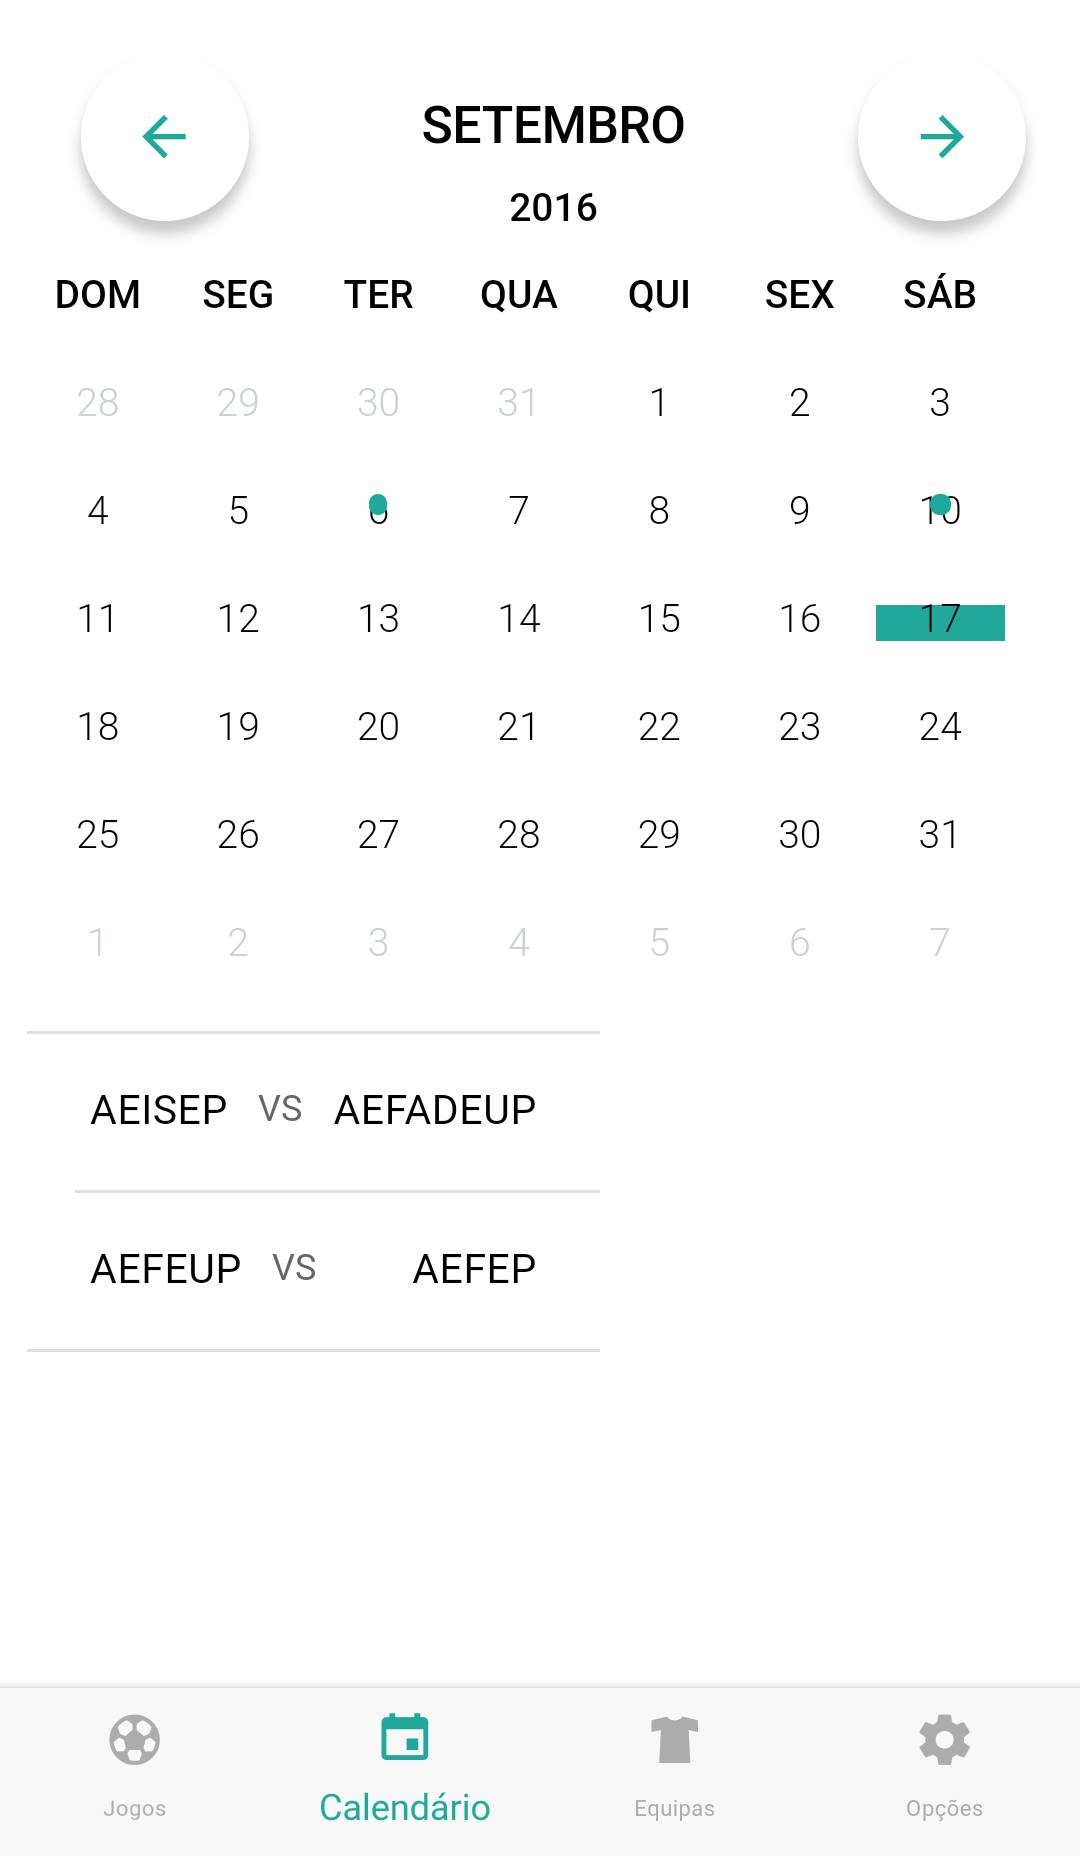 SETEMBRO
2016
DOM SEG TER QUA QUI SEX SÁB
28 29 30 31 1 2 3
4 5 6 7 8 9 10
11 12 13 14 15 16 17
18 19 20 21 22 23 24
25 26 27 28 29 30 31
1 2 3 4 5 6 7
AEISEP VS AEFADEUP
AEFEUP VS AEFEP
Jogos Calendário Equipas Opções